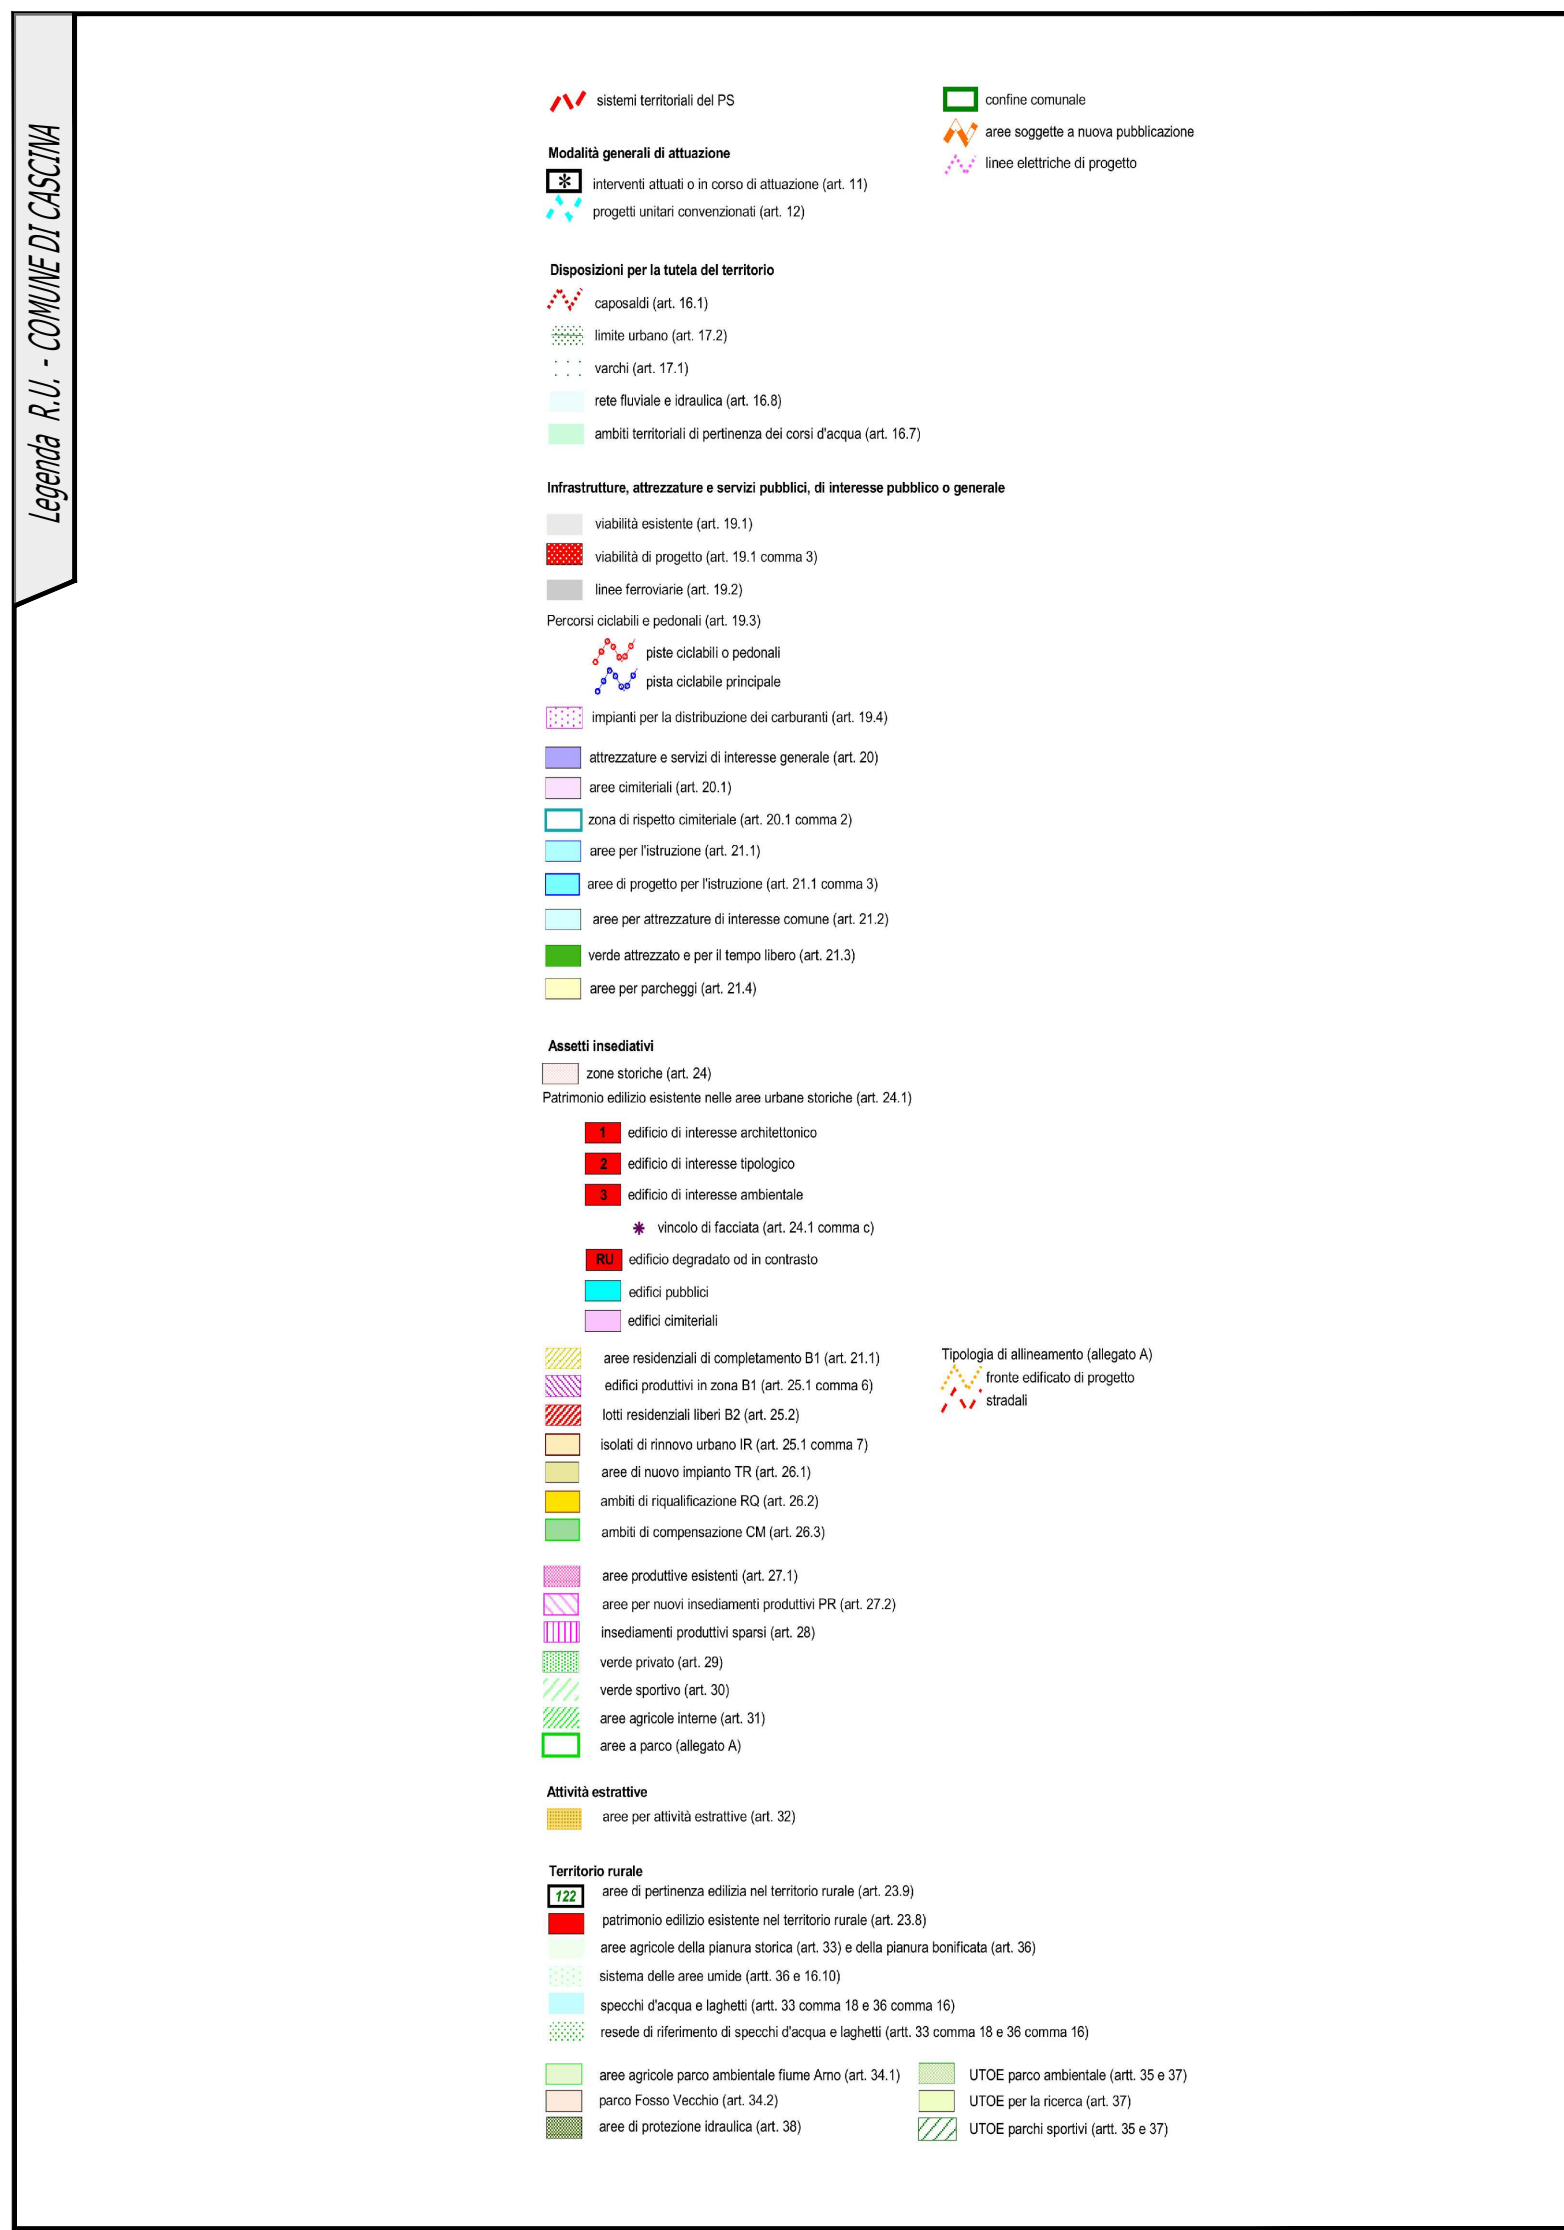 Legenda R.U. - COMUNE DI CASCINA
sistemi territoriali del PS
confine comunale
aree soggette a nuova pubblicazione
linee elettriche di progetto
Modalità generali di attuazione
* interventi attuati o in corso di attuazione (art. 11)
progetti unitari convenzionati (art. 12)
Disposizioni per la tutela del territorio
caposaldi (art. 16.1)
limite urbano (art. 17.2)
varchi (art. 17.1)
rete fluviale e idraulica (art. 16.8)
ambiti territoriali di pertinenza dei corsi d'acqua (art. 16.7)
Infrastrutture, attrezzature e servizi pubblici, di interesse pubblico o generale
viabilità esistente (art. 19.1)
viabilità di progetto (art. 19.1 comma 3)
linee ferroviarie (art. 19.2)
Percorsi ciclabili e pedonali (art. 19.3)
piste ciclabili o pedonali
pista ciclabile principale
impianti per la distribuzione dei carburanti (art. 19.4)
attrezzature e servizi di interesse generale (art. 20)
aree cimiteriali (art. 20.1)
zona di rispetto cimiteriale (art. 20.1 comma 2)
aree per l'istruzione (art. 21.1)
aree di progetto per l'istruzione (art. 21.1 comma 3)
aree per attrezzature di interesse comune (art. 21.2)
verde attrezzato e per il tempo libero (art. 21.3)
aree per parcheggi (art. 21.4)
Assetti insediativi
zone storiche (art. 24)
Patrimonio edilizio esistente nelle aree urbane storiche (art. 24.1)
1 edificio di interesse architettonico
2 edificio di interesse tipologico
3 edificio di interesse ambientale
* vincolo di facciata (art. 24.1 comma c)
RU edificio degradato od in contrasto
edifici pubblici
edifici cimiteriali
aree residenziali di completamento B1 (art. 21.1)
edifici produttivi in zona B1 (art. 25.1 comma 6)
lotti residenziali liberi B2 (art. 25.2)
isolati di rinnovo urbano IR (art. 25.1 comma 7)
aree di nuovo impianto TR (art. 26.1)
ambiti di riqualificazione RQ (art. 26.2)
ambiti di compensazione CM (art. 26.3)
Tipologia di allineamento (allegato A)
fronte edificato di progetto
stradali
aree produttive esistenti (art. 27.1)
aree per nuovi insediamenti produttivi PR (art. 27.2)
insediamenti produttivi sparsi (art. 28)
verde privato (art. 29)
verde sportivo (art. 30)
aree agricole interne (art. 31)
aree a parco (allegato A)
Attività estrattive
aree per attività estrattive (art. 32)
Territorio rurale
122 aree di pertinenza edilizia nel territorio rurale (art. 23.9)
patrimonio edilizio esistente nel territorio rurale (art. 23.8)
aree agricole della pianura storica (art. 33) e della pianura bonificata (art. 36)
sistema delle aree umide (artt. 36 e 16.10)
specchi d'acqua e laghetti (artt. 33 comma 18 e 36 comma 16)
resede di riferimento di specchi d'acqua e laghetti (artt. 33 comma 18 e 36 comma 16)
aree agricole parco ambientale fiume Arno (art. 34.1)
parco Fosso Vecchio (art. 34.2)
aree di protezione idraulica (art. 38)
UTOE parco ambientale (artt. 35 e 37)
UTOE per la ricerca (art. 37)
UTOE parchi sportivi (artt. 35 e 37)